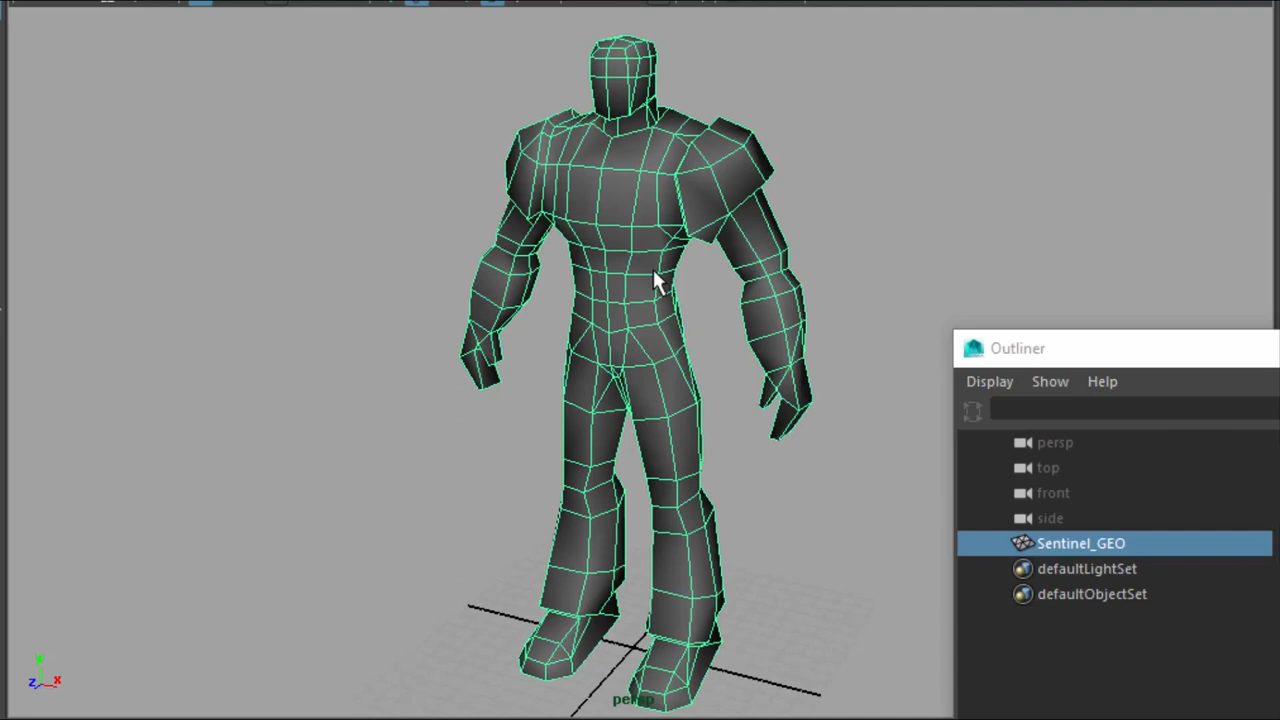 Outliner
Display Show Help
persp
top
front
side
Sentinel_GEO
defaultLightSet
defaultObjectSet
persp
Y
Z X